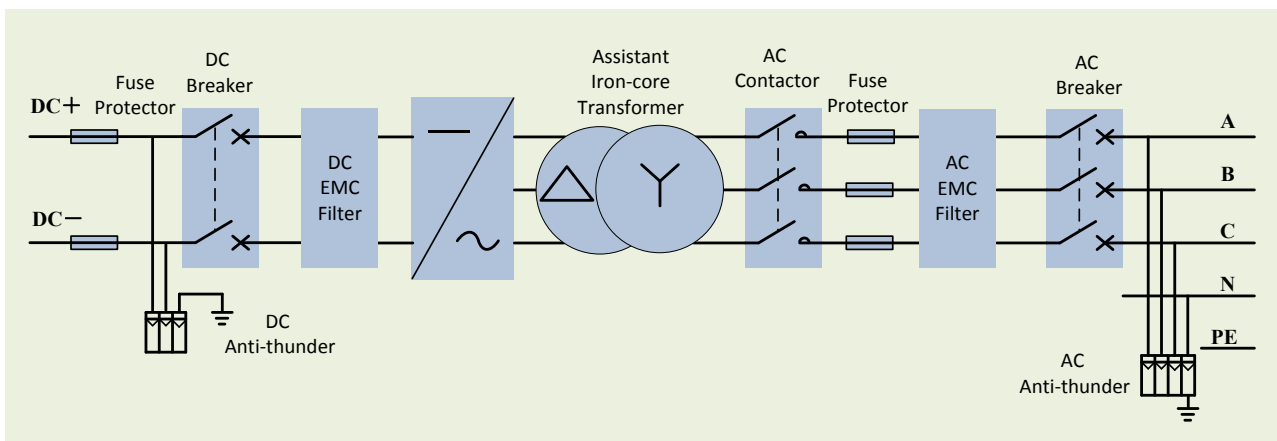 DC+
Fuse
Protector
DC
Breaker
DC
EMC
Filter
Assistant
Iron-core
Transformer
AC
Contactor
Fuse
Protector
AC
EMC
Filter
AC
Breaker
A
B
C
N
PE
DC−
DC
Anti-thunder
AC
Anti-thunder